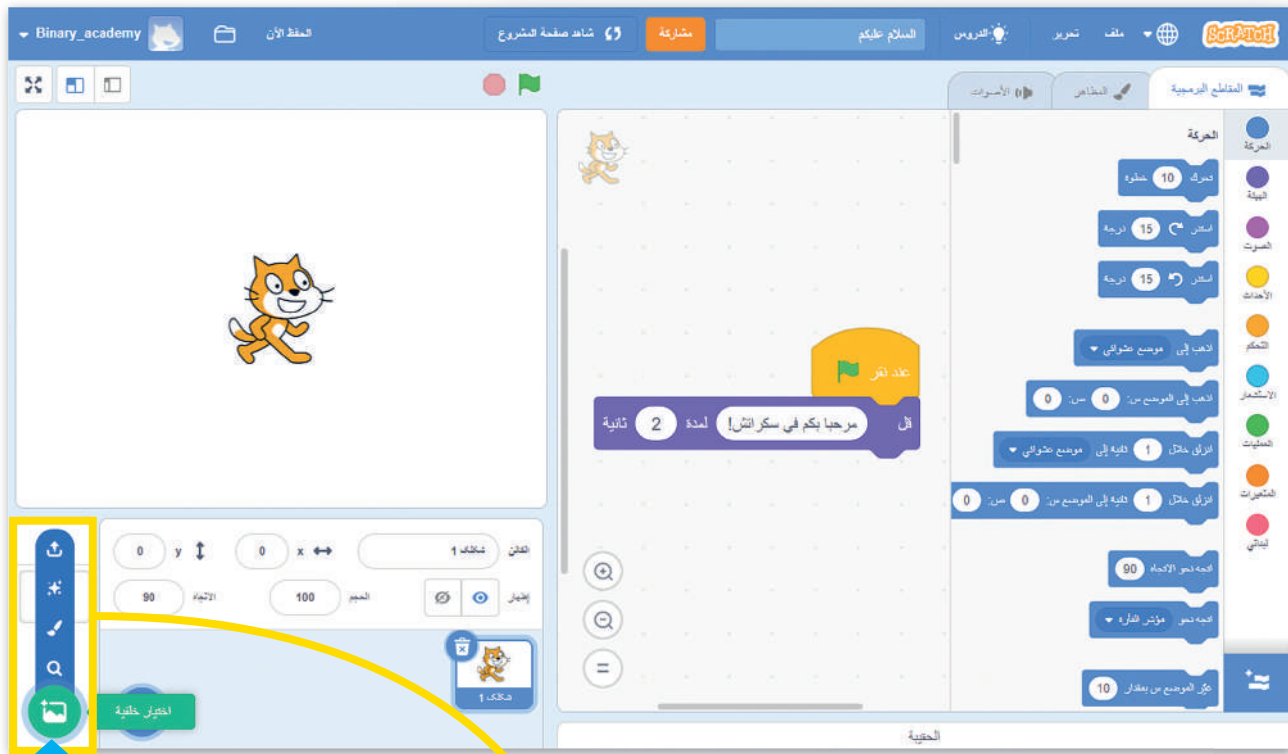 SCRATCH
ملف
تحرير
الدروس
السلام عليكم
مشاركة
شاهد صفحة المشروع
الحفظ الآن
Binary_academy
المقاطع البرمجية
المظاهر
الأصوات
الحركة
الهيئة
الصوت
الأحداث
التحكم
الاستشعار
العمليات
المتغيرات
لبناتي
الحركة
تحرك 10 خطوة
استدر 15 درجة
استدر 15 درجة
اذهب إلى موضع عشوائي
اذهب إلى الموضع س: 0 ص: 0
انزلق خلال 1 ثانية إلى موضع عشوائي
انزلق خلال 1 ثانية إلى الموضع س: 0 ص: 0
اتجه نحو الاتجاه 90
اتجه نحو مؤشر الفأرة
غيّر الموضع س بمقدار 10
عند نقر
قل مرحبا بكم في سكراتش! لمدة 2 ثانية
الكائن 1 x 0 y 0
إظهار الحجم 100 الاتجاه 90
1
اختيار خلفية
الحقيبة